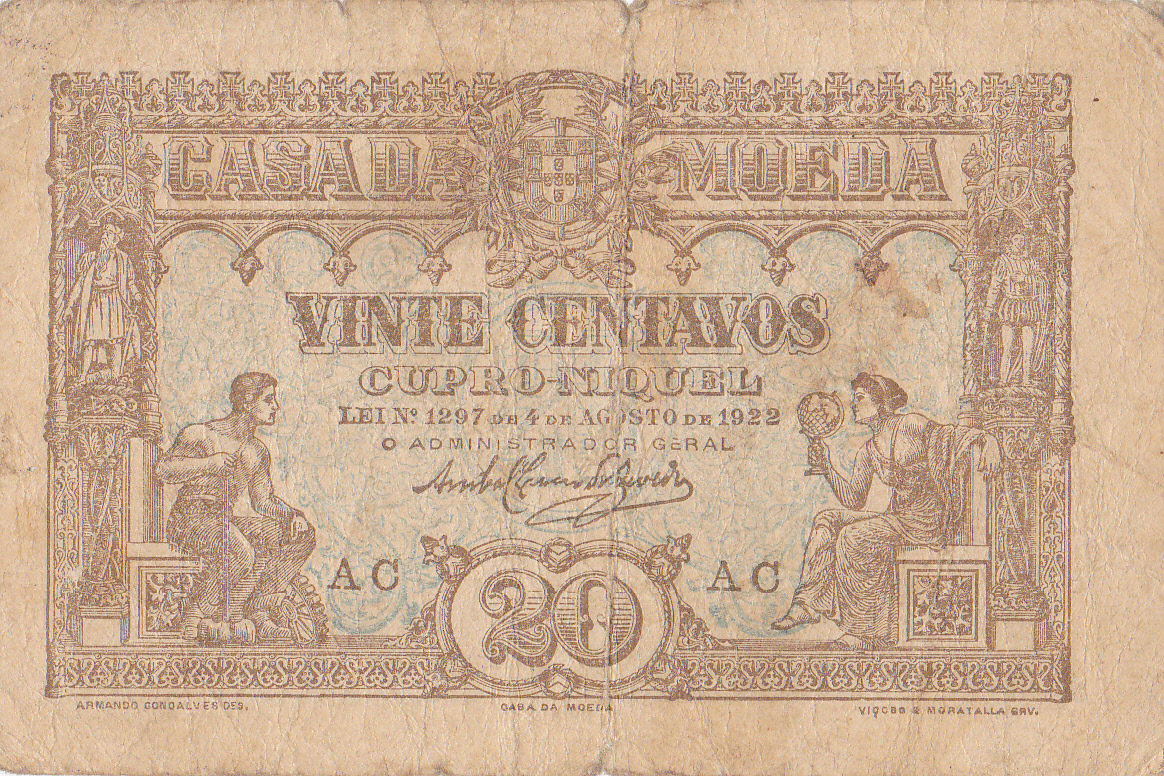 CASA DA MOEDA
VINTE CENTAVOS
CUPRO-NIQUEL
LEI Nº 1297 DE 4 DE AGOSTO DE 1922
O ADMINISTRADOR GERAL
AC AC
20
ARMANDO GONÇALVES DES. CASA DA MOEDA & MORATALLA GRV.